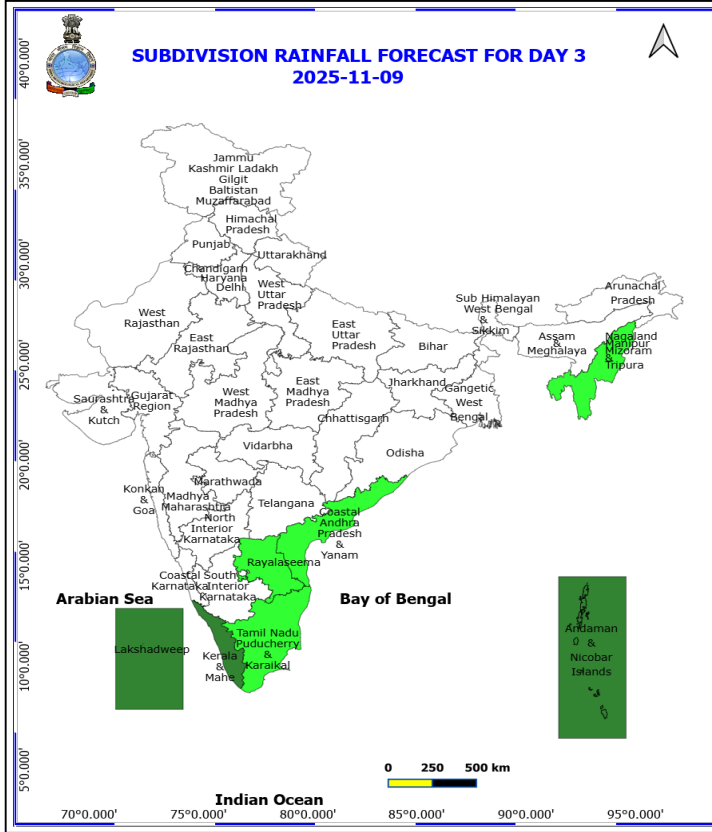 SUBDIVISION RAINFALL FORECAST FOR DAY 3
2025-11-09
40°0.000'
35°0.000'
30°0.000'
25°0.000'
20°0.000'
15°0.000'
10°0.000'
5°0.000'
Jammu
Kashmir Ladakh
Gilgit
Baltistan
Muzaffarabad
Himachal
Pradesh
Punjab
Uttarakhand
Chandigarh
Haryana
Delhi
West
Uttar
Pradesh
Arunachal
Pradesh
Sub Himalayan
West Bengal
&
Sikkim
West
Rajasthan
East
Rajasthan
East
Uttar
Pradesh
Bihar
Assam
&
Meghalaya
Nagaland
Manipur
Mizoram
&
Tripura
Saurashtra
&
Kutch
Gujarat
Region
West
Madhya
Pradesh
East
Madhya
Pradesh
Jharkhand
Gangetic
West
Bengal
Chhattisgarh
Vidarbha
Odisha
Konkan
&
Goa
Marathwada
Madhya
Maharashtra
Telangana
North
Interior
Karnataka
Coastal
Andhra
Pradesh
&
Yanam
Rayalaseema
Coastal
Karnataka
South
Interior
Karnataka
Arabian Sea
Bay of Bengal
Lakshadweep
Kerala
&
Mahe
Tamil Nadu
Puducherry
&
Karaikal
Andaman
&
Nicobar
Islands
0 250 500 km
Indian Ocean
70°0.000' 75°0.000' 80°0.000' 85°0.000' 90°0.000' 95°0.000'